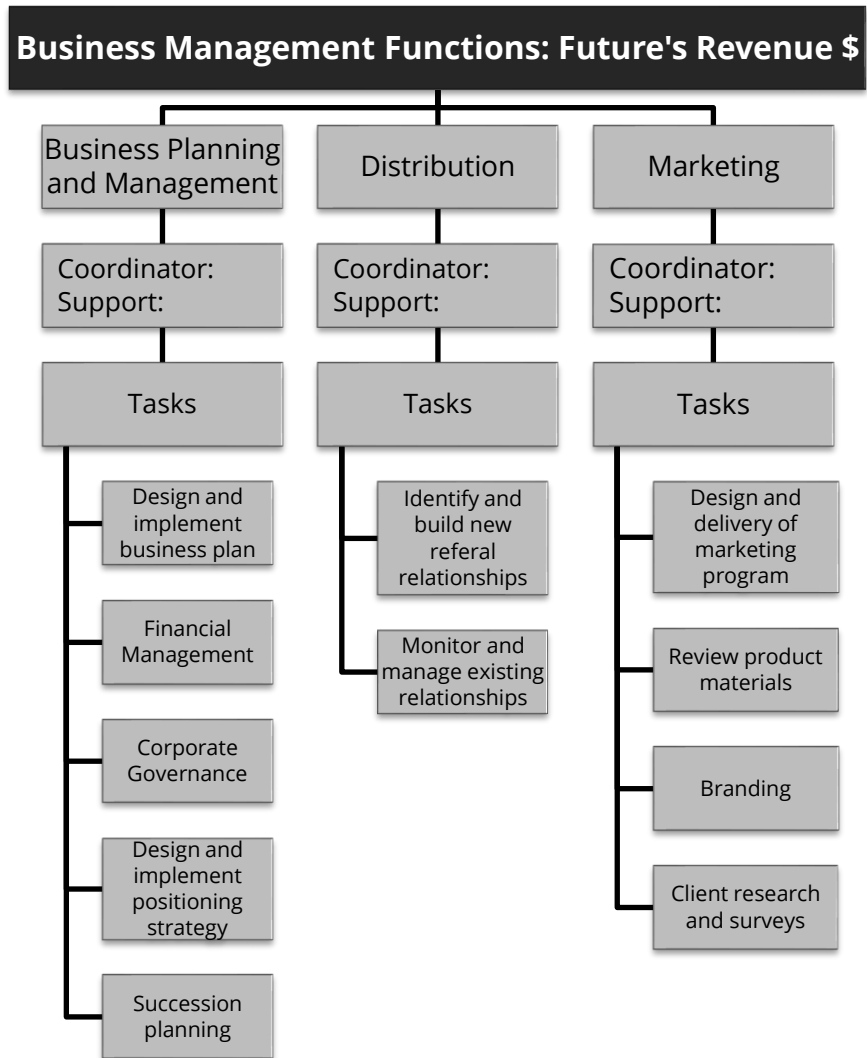 Business Management Functions: Future's Revenue $
Business Planning
and Management
Coordinator:
Support:
Tasks
Design and
implement
business plan
Financial
Management
Corporate
Governance
Design and
implement
positioning
strategy
Succession
planning
Distribution
Coordinator:
Support:
Tasks
Identify and
build new
referal
relationships
Monitor and
manage existing
relationships
Marketing
Coordinator:
Support:
Tasks
Design and
delivery of
marketing
program
Review product
materials
Branding
Client research
and surveys